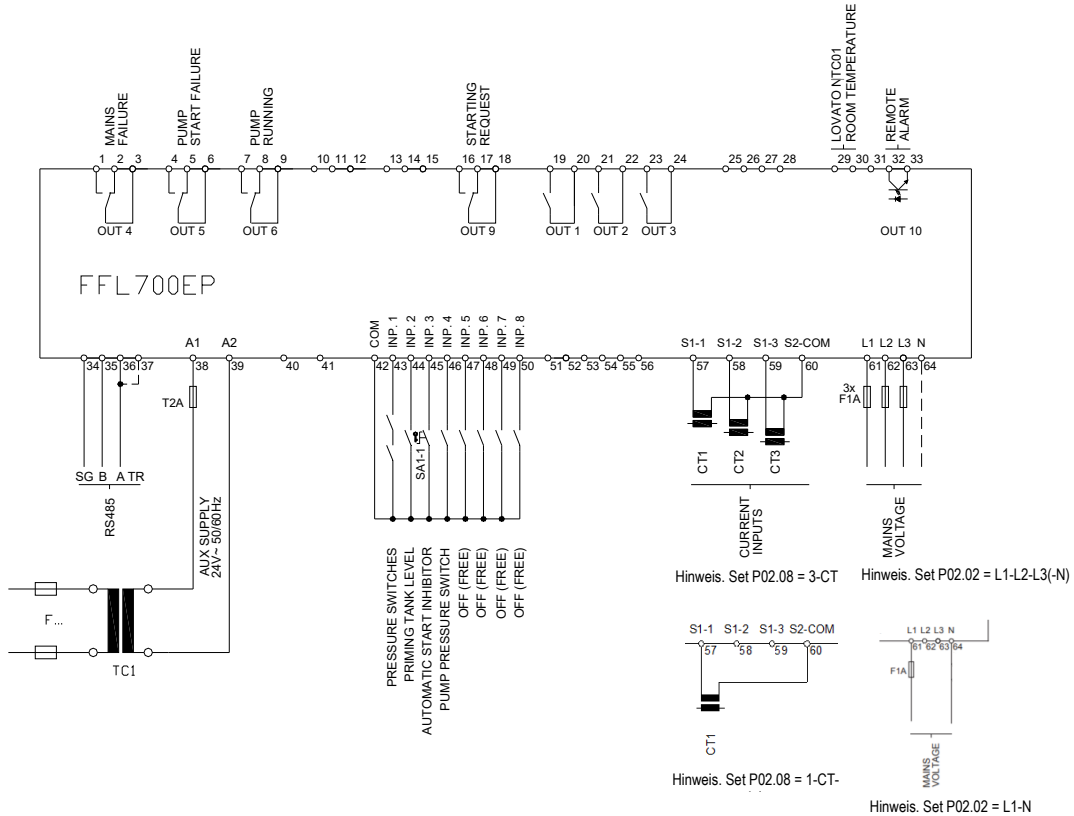 MAINS
FAILURE
PUMP
START FAILURE
PUMP
RUNNING
STARTING
REQUEST
LOVATO NTC01
ROOM TEMPERATURE
REMOTE
ALARM
1 2 3 4 5 6 7 8 9 10 11 12 13 14 15 16 17 18 19 20 21 22 23 24 25 26 27 28 29 30 31 32 33
OUT 4 OUT 5 OUT 6 OUT 9 OUT 1 OUT 2 OUT 3 OUT 10
FFL700EP
A1 A2 COM INP. 1 INP. 2 INP. 3 INP. 4 INP. 5 INP. 6 INP. 7 INP. 8 S1-1 S1-2 S1-3 S2-COM L1 L2 L3 N
34 35 36 37 38 39 40 41 42 43 44 45 46 47 48 49 50 51 52 53 54 55 56 57 58 59 60 61 62 63 64
T2A
3x
F1A
SA1-1
SG B A TR
RS485
CT1 CT2 CT3
AUX SUPPLY
24V~ 50/60Hz
CURRENT
INPUTS
MAINS
VOLTAGE
PRESSURE SWITCHES
PRIMING TANK LEVEL
AUTOMATIC START INHIBITOR
PUMP PRESSURE SWITCH
OFF (FREE)
OFF (FREE)
OFF (FREE)
OFF (FREE)
Hinweis. Set P02.08 = 3-CT
Hinweis. Set P02.02 = L1-L2-L3(-N)
F...
TC1
S1-1 S1-2 S1-3 S2-COM
57 58 59 60
CT1
Hinweis. Set P02.08 = 1-CT-
L1 L2 L3 N
61 62 63 64
F1A
MAINS
VOLTAGE
Hinweis. Set P02.02 = L1-N